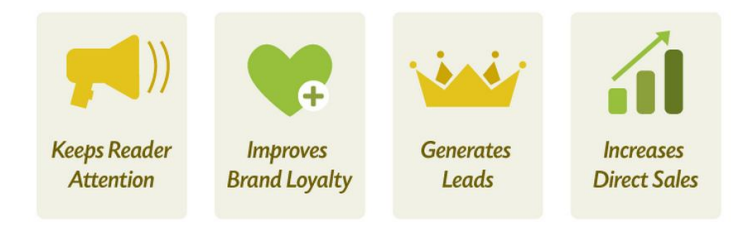 Keeps Reader
Attention
Improves
Brand Loyalty
Generates
Leads
Increases
Direct Sales